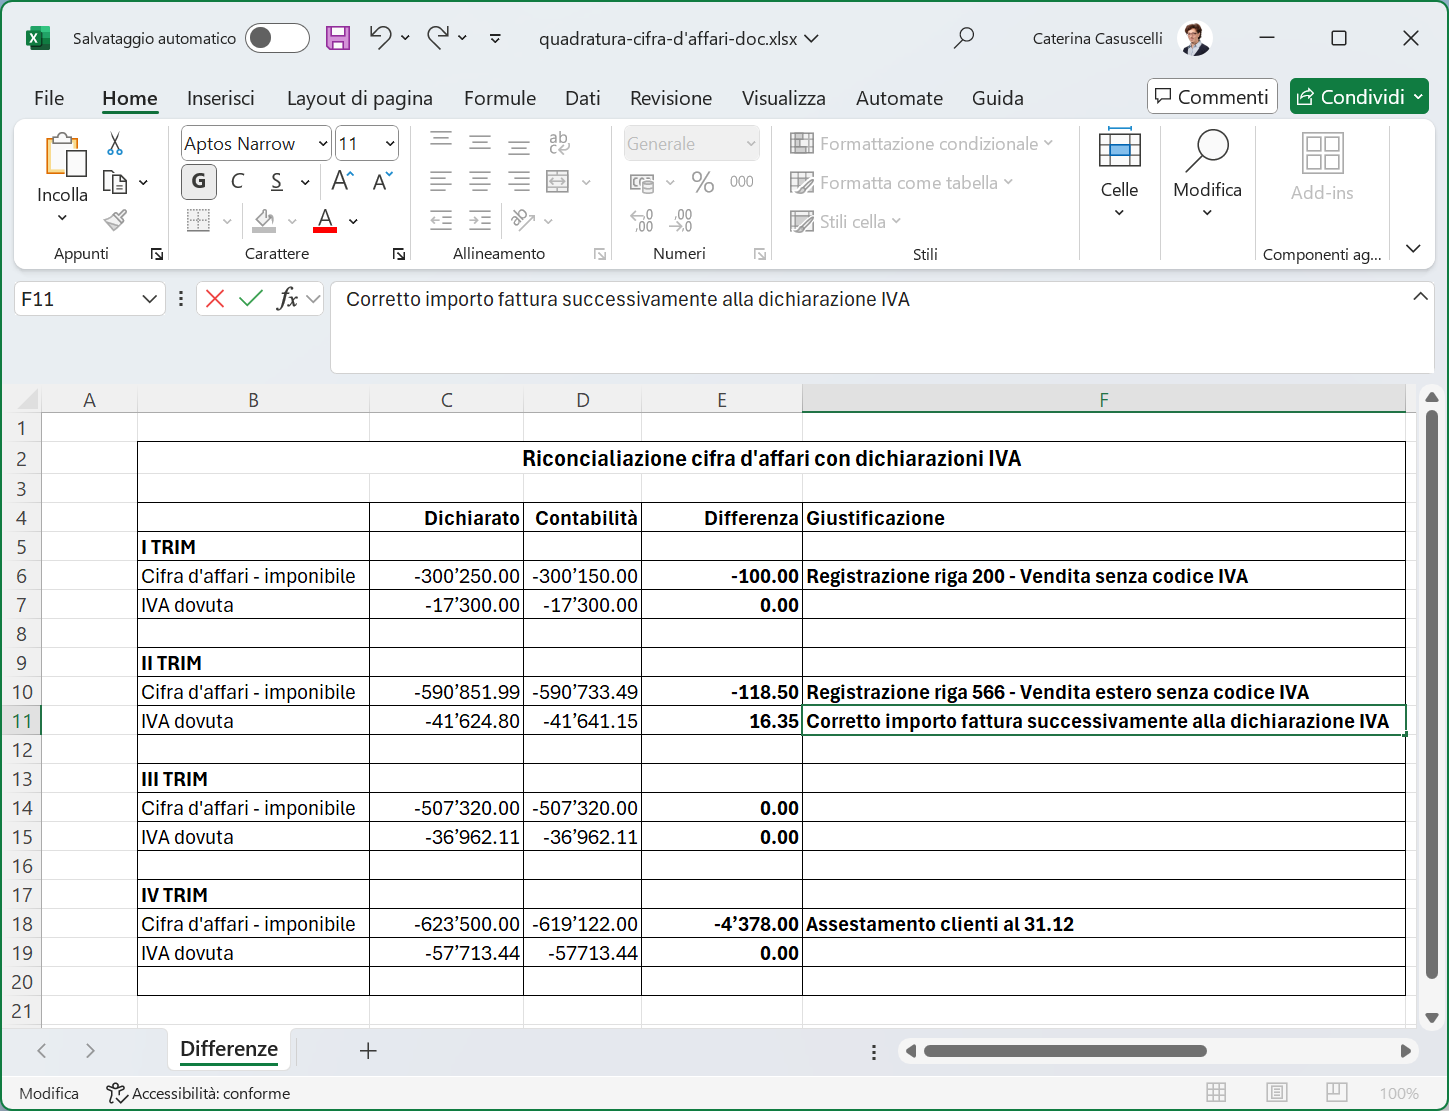 Salvataggio automatico
quadratura-cifra-d'affari-doc.xlsx
Caterina Casuscelli
File Home Inserisci Layout di pagina Formule Dati Revisione Visualizza Automate Guida
Commenti
Condividi
Incolla
Appunti
Aptos Narrow 11
G C S A A
A
Carattere
ab
Allineamento
Generale
% 000
Numeri
Formattazione condizionale
Formatta come tabella
Stili cella
Stili
Celle
Modifica
Add-ins
Componenti ag...
F11
fx
Corretto importo fattura successivamente alla dichiarazione IVA
A B C D E F
1
2 Riconcialiazione cifra d'affari con dichiarazioni IVA
3
4 Dichiarato Contabilità Differenza Giustificazione
5 I TRIM
6 Cifra d'affari - imponibile -300’250.00 -300’150.00 -100.00 Registrazione riga 200 - Vendita senza codice IVA
7 IVA dovuta -17’300.00 -17’300.00 0.00
8
9 II TRIM
10 Cifra d'affari - imponibile -590’851.99 -590’733.49 -118.50 Registrazione riga 566 - Vendita estero senza codice IVA
11 IVA dovuta -41’624.80 -41’641.15 16.35 Corretto importo fattura successivamente alla dichiarazione IVA
12
13 III TRIM
14 Cifra d'affari - imponibile -507’320.00 -507’320.00 0.00
15 IVA dovuta -36’962.11 -36’962.11 0.00
16
17 IV TRIM
18 Cifra d'affari - imponibile -623’500.00 -619’122.00 -4’378.00 Assestamento clienti al 31.12
19 IVA dovuta -57’713.44 -57713.44 0.00
20
21
Differenze
Modifica
Accessibilità: conforme
100%